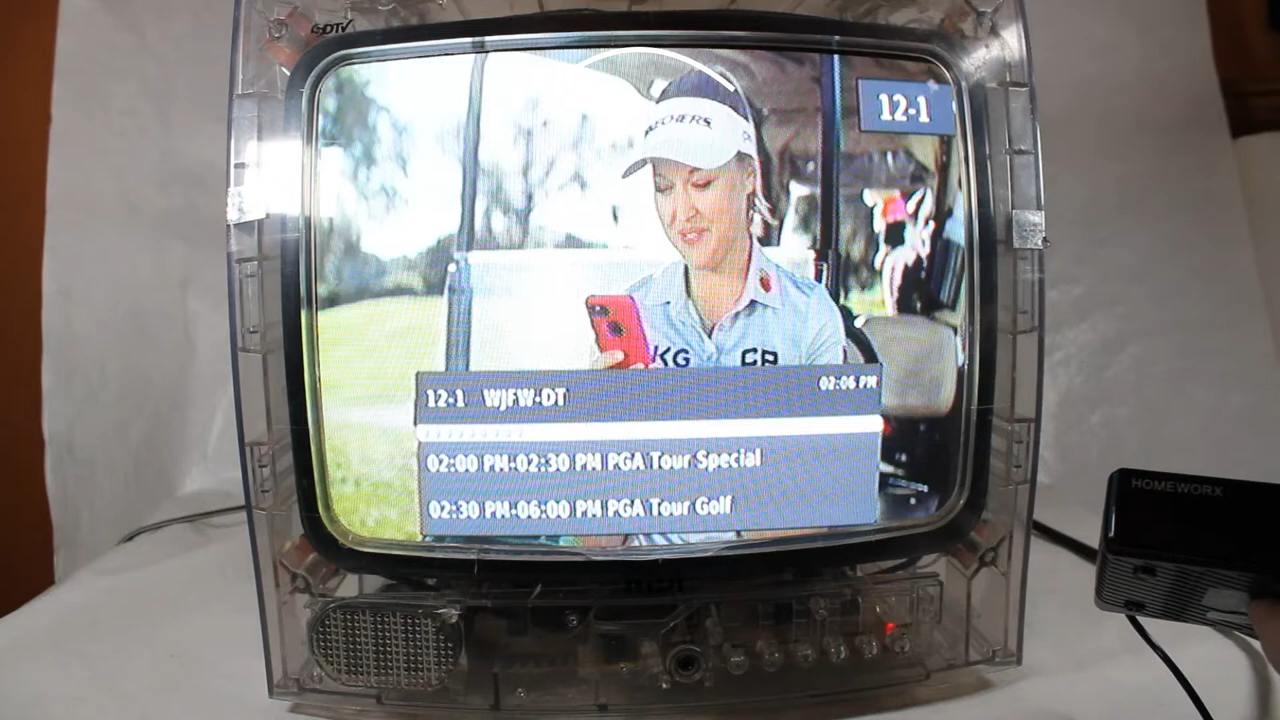 SDTV
12-1
SKECHERS
KG
CP
12-1 WJFW-DT
02:06 PM
02:00 PM-02:30 PM PGA Tour Special
02:30 PM-06:00 PM PGA Tour Golf
HOMEWORX